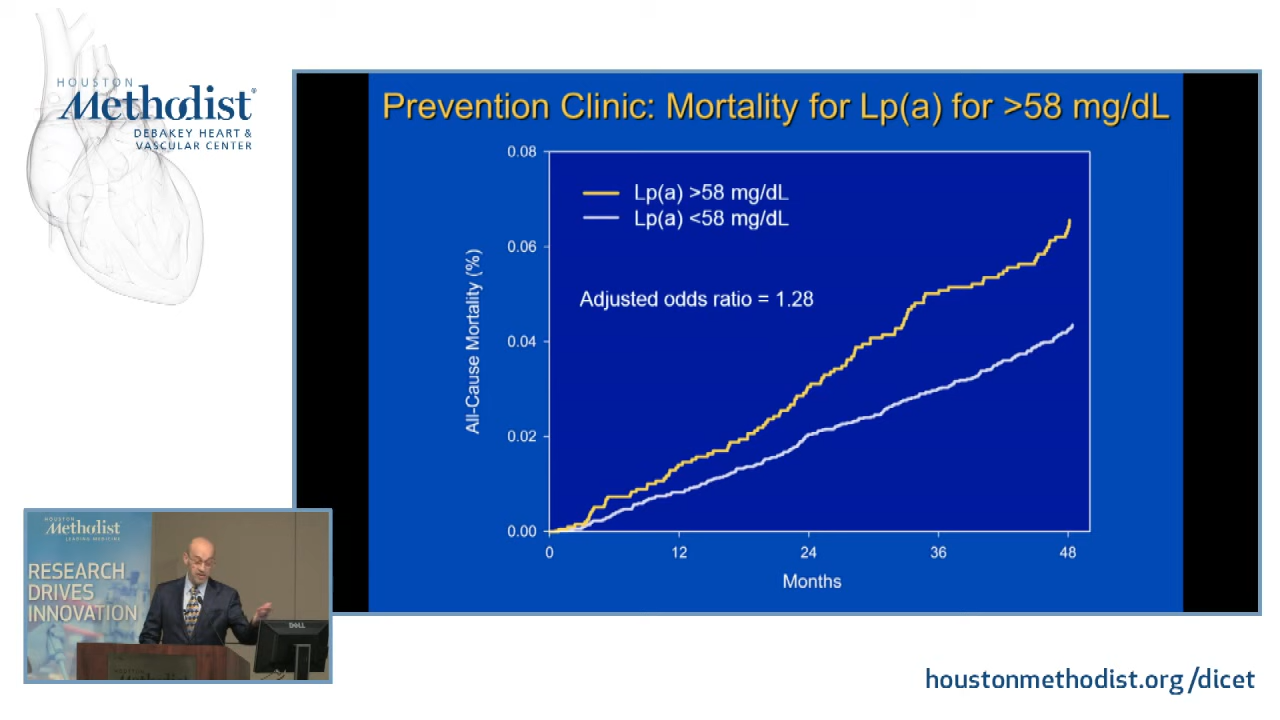 HOUSTON
Methodist®
DEBAKEY HEART &
VASCULAR CENTER
Prevention Clinic: Mortality for Lp(a) for >58 mg/dL
0.08
0.06
0.04
0.02
0.00
All-Cause Mortality (%)
Lp(a) >58 mg/dL
Lp(a) <58 mg/dL
Adjusted odds ratio = 1.28
0 12 24 36 48
Months
HOUSTON
Methodist
LEADING MEDICINE
RESEARCH
DRIVES
INNOVATION
DELL
HOUSTON
Methodist
houstonmethodist.org/dicet